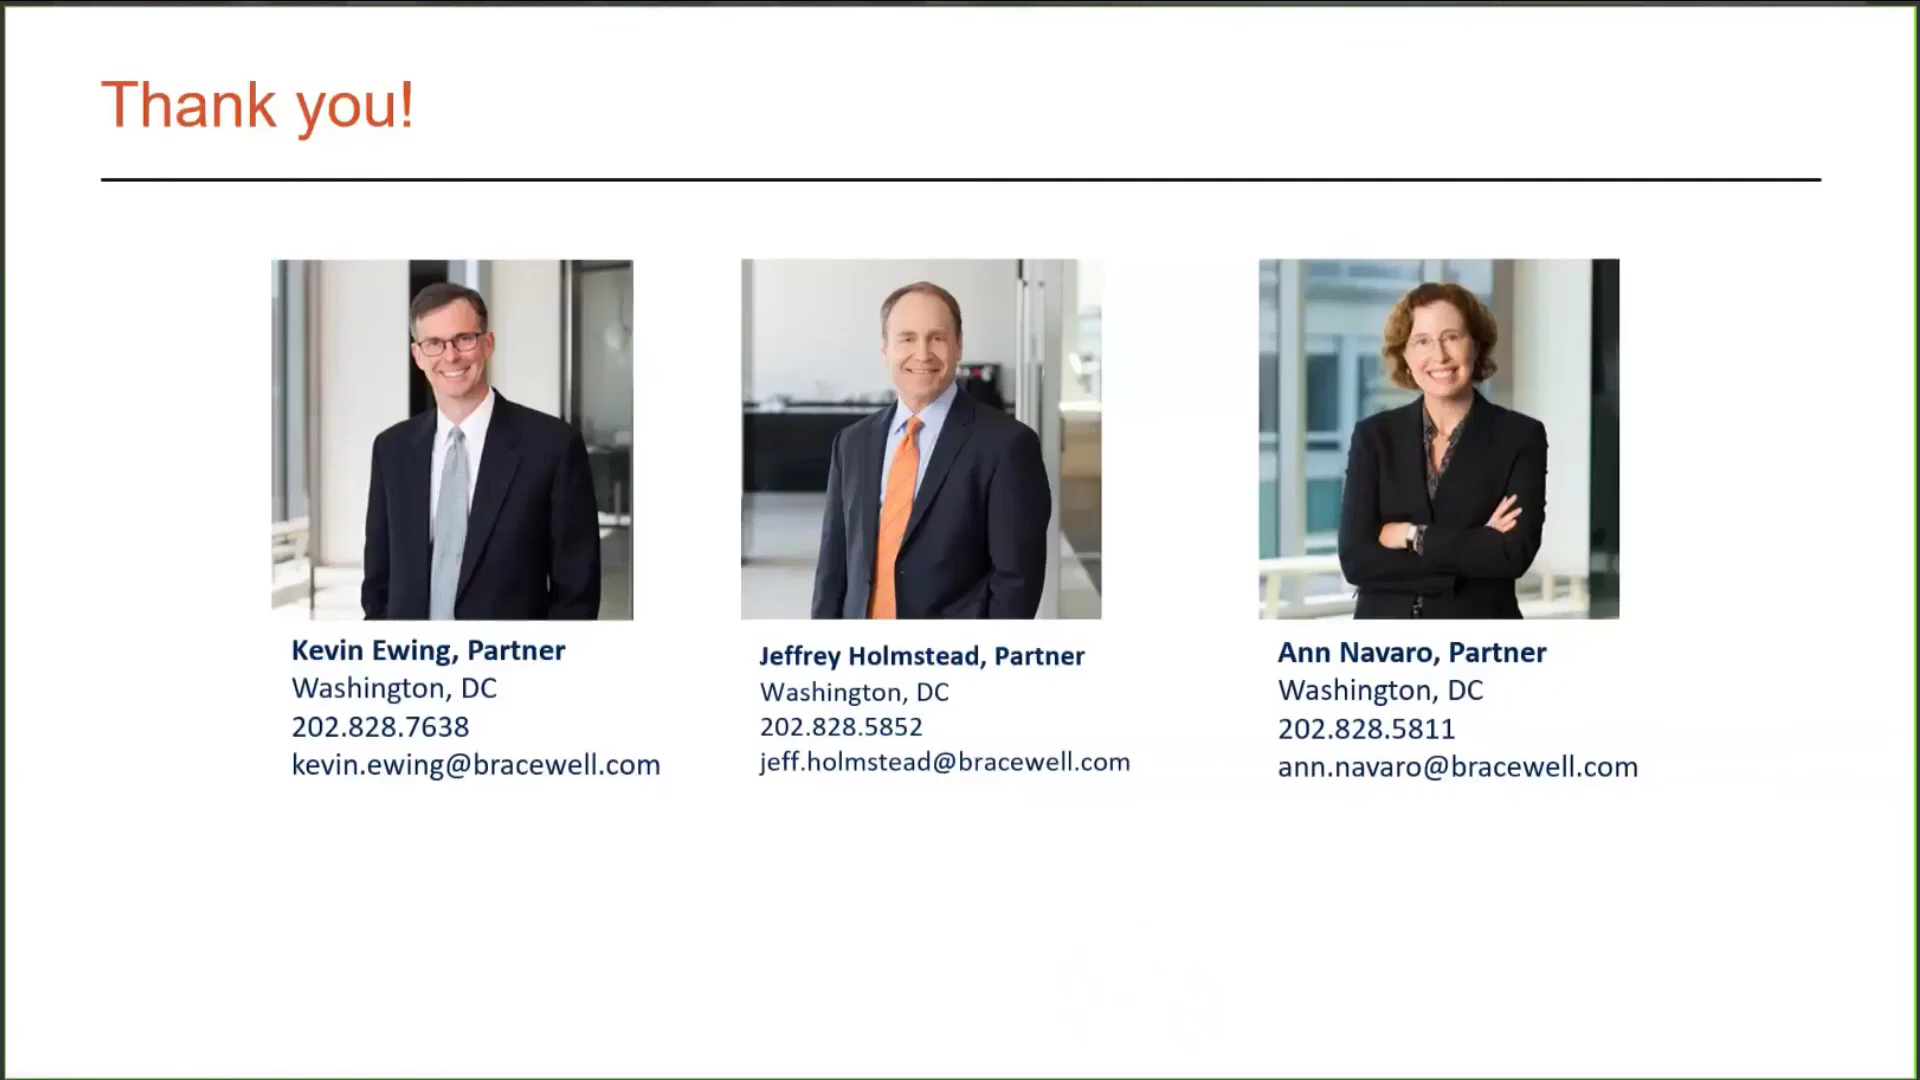 Thank you!
Kevin Ewing, Partner
Washington, DC
202.828.7638
kevin.ewing@bracewell.com
Jeffrey Holmstead, Partner
Washington, DC
202.828.5852
jeff.holmstead@bracewell.com
Ann Navaro, Partner
Washington, DC
202.828.5811
ann.navaro@bracewell.com